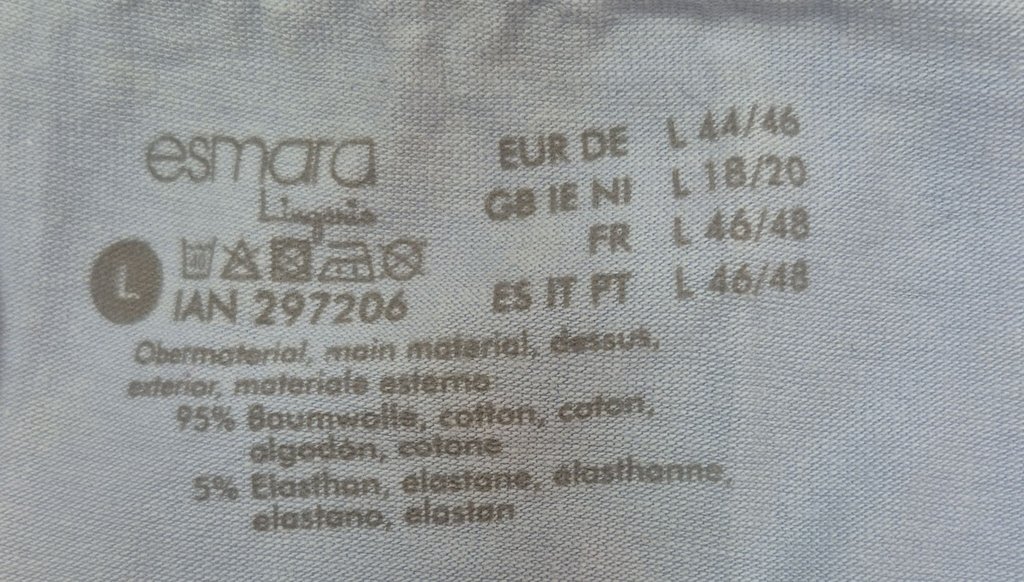 esmara
Lingerie
L
30
IAN 297206
EUR DE L 44/46
GB IE NI L 18/20
FR L 46/48
ES IT PT L 46/48
Obermaterial, main material, dessus,
exterior, materiale esterno
95% Baumwolle, cotton, coton,
algodón, cotone
5% Elasthan, elastane, élasthanne,
elastano, elastan